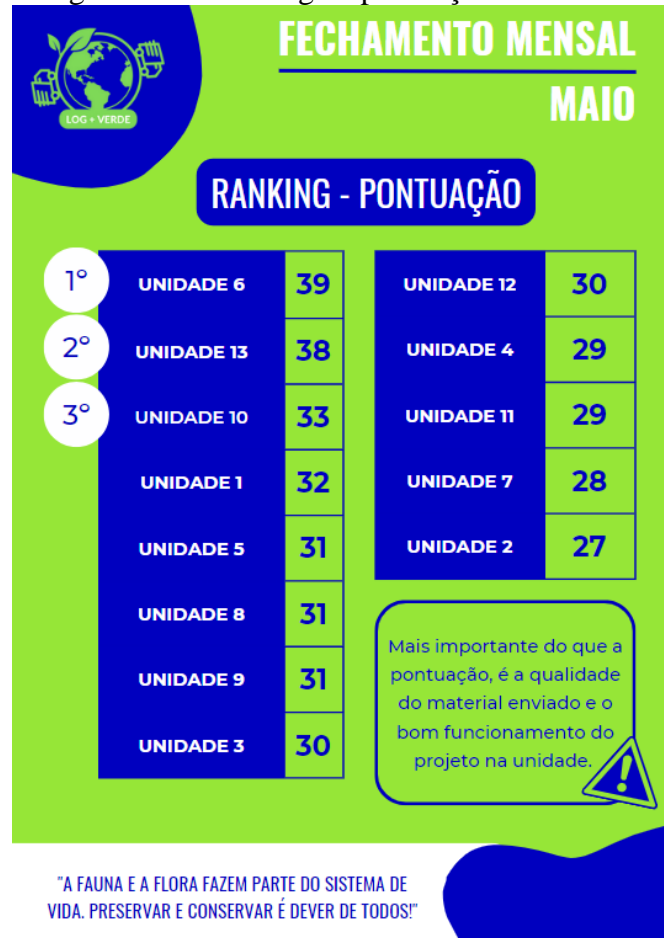 FECHAMENTO MENSAL
MAIO
LOG + VERDE
RANKING - PONTUAÇÃO
1º UNIDADE 6 39
2º UNIDADE 13 38
3º UNIDADE 10 33
UNIDADE 1 32
UNIDADE 5 31
UNIDADE 8 31
UNIDADE 9 31
UNIDADE 3 30
UNIDADE 12 30
UNIDADE 4 29
UNIDADE 11 29
UNIDADE 7 28
UNIDADE 2 27
Mais importante do que a
pontuação, é a qualidade
do material enviado e o
bom funcionamento do
projeto na unidade.
"A FAUNA E A FLORA FAZEM PARTE DO SISTEMA DE
VIDA. PRESERVAR E CONSERVAR É DEVER DE TODOS!"